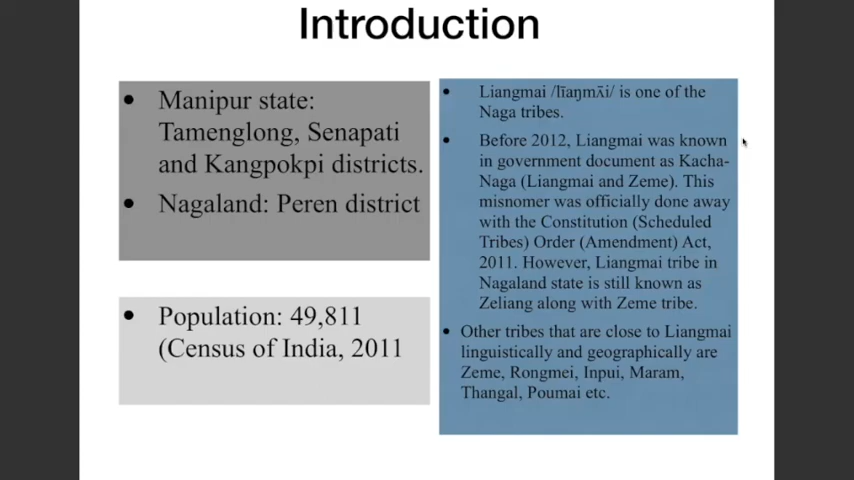 Introduction
• Manipur state:
Tamenglong, Senapati
and Kangpokpi districts.
• Nagaland: Peren district
• Population: 49,811
(Census of India, 2011
• Liangmai /līaŋmāi/ is one of the
Naga tribes.
• Before 2012, Liangmai was known
in government document as Kacha-
Naga (Liangmai and Zeme). This
misnomer was officially done away
with the Constitution (Scheduled
Tribes) Order (Amendment) Act,
2011. However, Liangmai tribe in
Nagaland state is still known as
Zeliang along with Zeme tribe.
• Other tribes that are close to Liangmai
linguistically and geographically are
Zeme, Rongmei, Inpui, Maram,
Thangal, Poumai etc.